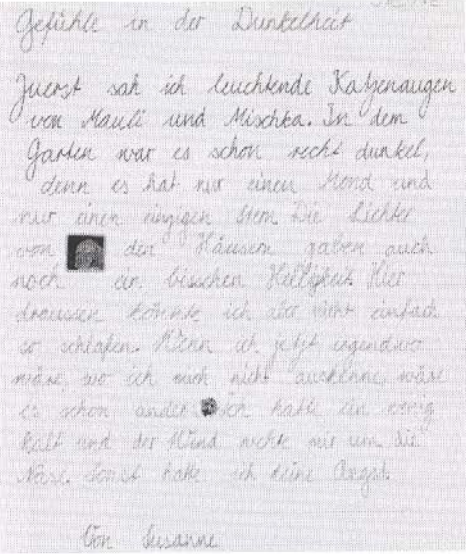 Gefühle in der Dunkelheit
Zuerst sah ich leuchtende Katzenaugen
von Mauli und Mischka. In dem
Garten war es schon recht dunkel,
denn es hat nur einen Mond und
nur einen einzigen Stern. Die Lichter
von den Häusern gaben auch
noch ein bisschen Helligkeit. Hier
draussen könnte ich aber nicht einfach
so schlafen. Wenn ich jetzt irgendwo
wäre, wo ich mich nicht auskenne, wäre
es schon anders. Ich hatte ein wenig
kalt und der Wind um die
Nase. Sonst hatte ich keine Angst.
Von Susanne